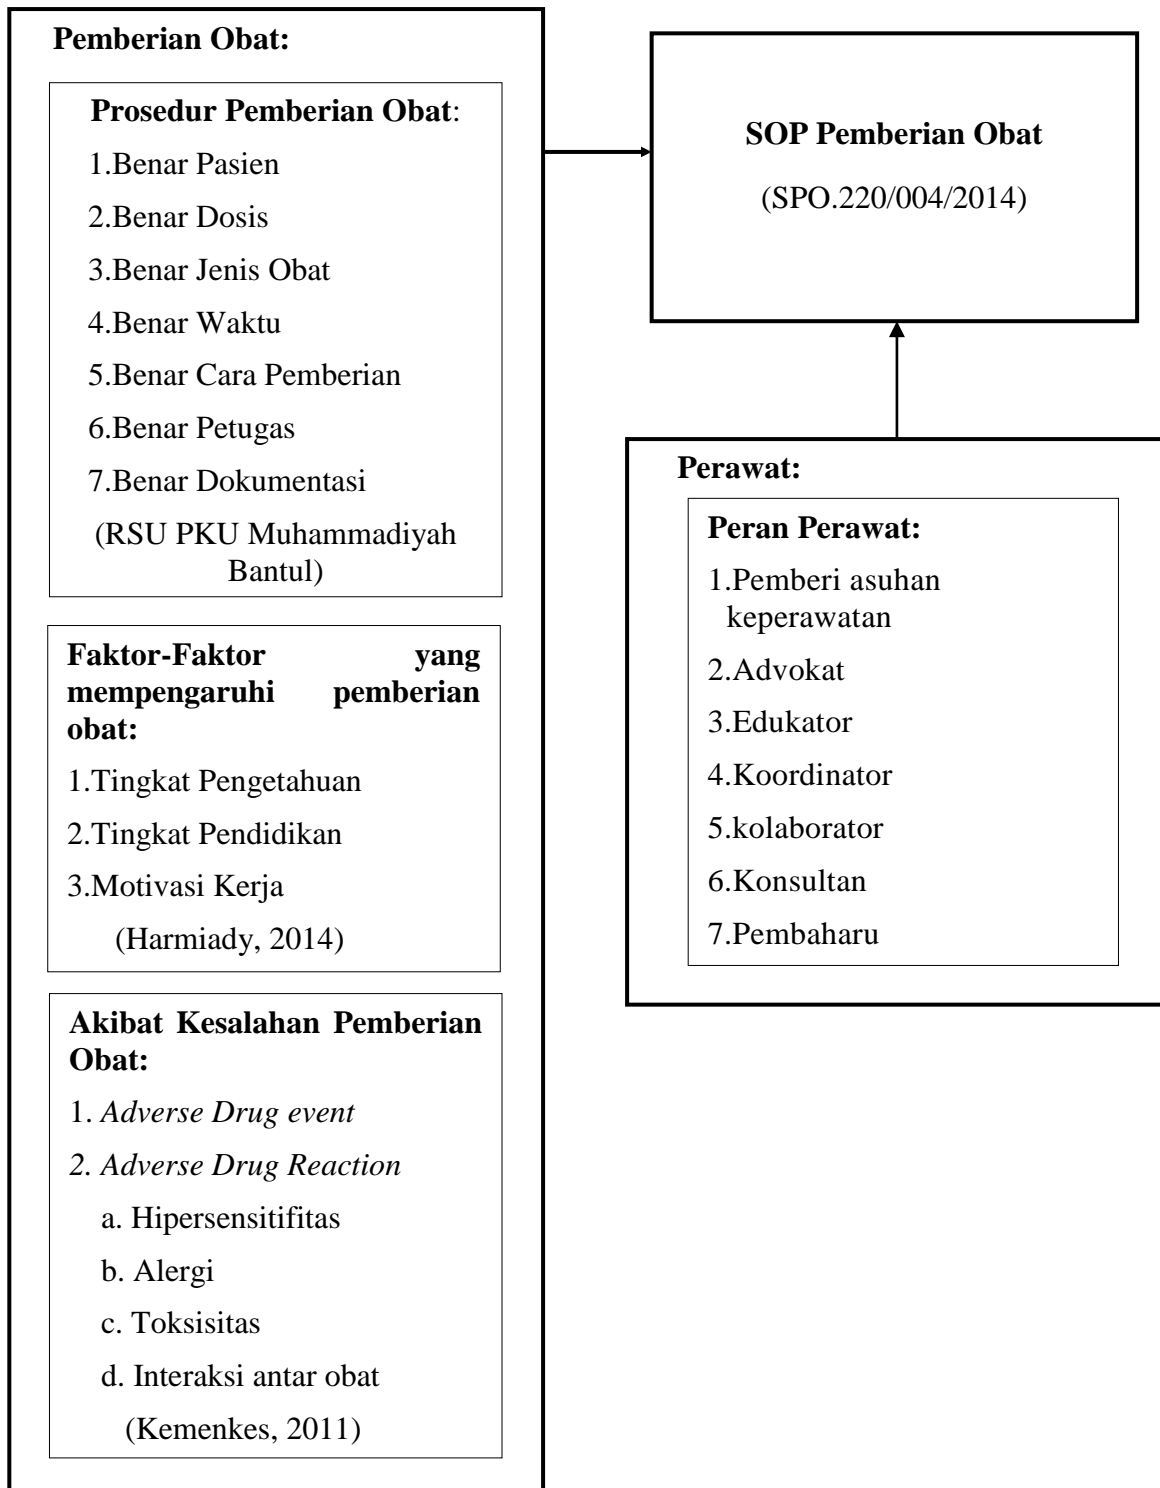 Pemberian Obat:
Prosedur Pemberian Obat:
1.Benar Pasien
2.Benar Dosis
3.Benar Jenis Obat
4.Benar Waktu
5.Benar Cara Pemberian
6.Benar Petugas
7.Benar Dokumentasi
(RSU PKU Muhammadiyah
Bantul)
Faktor-Faktor yang
mempengaruhi pemberian
obat:
1.Tingkat Pengetahuan
2.Tingkat Pendidikan
3.Motivasi Kerja
(Harmiady, 2014)
Akibat Kesalahan Pemberian
Obat:
1. Adverse Drug event
2. Adverse Drug Reaction
a. Hipersensitifitas
b. Alergi
c. Toksisitas
d. Interaksi antar obat
(Kemenkes, 2011)
SOP Pemberian Obat
(SPO.220/004/2014)
Perawat:
Peran Perawat:
1.Pemberi asuhan
keperawatan
2.Advokat
3.Edukator
4.Koordinator
5.kolaborator
6.Konsultan
7.Pembaharu